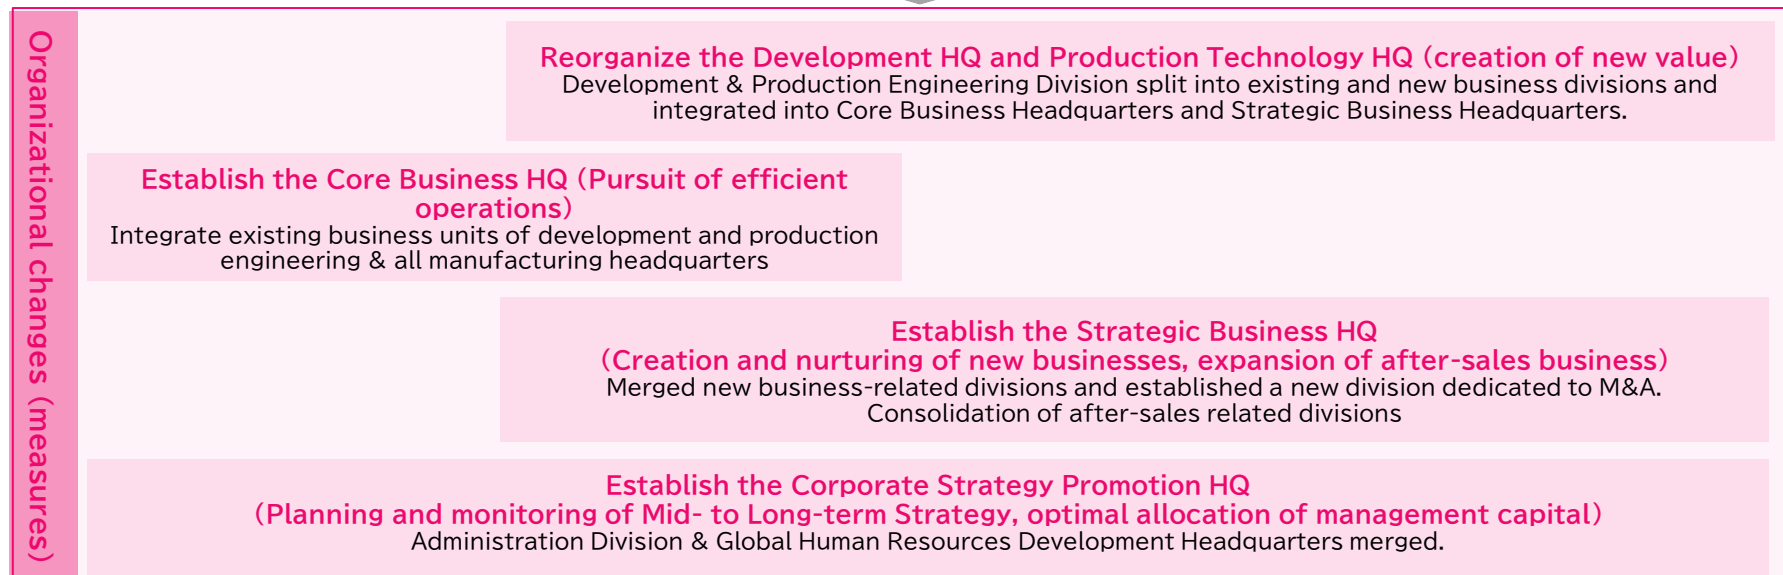 Organizational changes (measures)
Reorganize the Development HQ and Production Technology HQ (creation of new value)
Development & Production Engineering Division split into existing and new business divisions and
integrated into Core Business Headquarters and Strategic Business Headquarters.
Establish the Core Business HQ (Pursuit of efficient
operations)
Integrate existing business units of development and production
engineering & all manufacturing headquarters
Establish the Strategic Business HQ
(Creation and nurturing of new businesses, expansion of after-sales business)
Merged new business-related divisions and established a new division dedicated to M&A.
Consolidation of after-sales related divisions
Establish the Corporate Strategy Promotion HQ
(Planning and monitoring of Mid- to Long-term Strategy, optimal allocation of management capital)
Administration Division & Global Human Resources Development Headquarters merged.